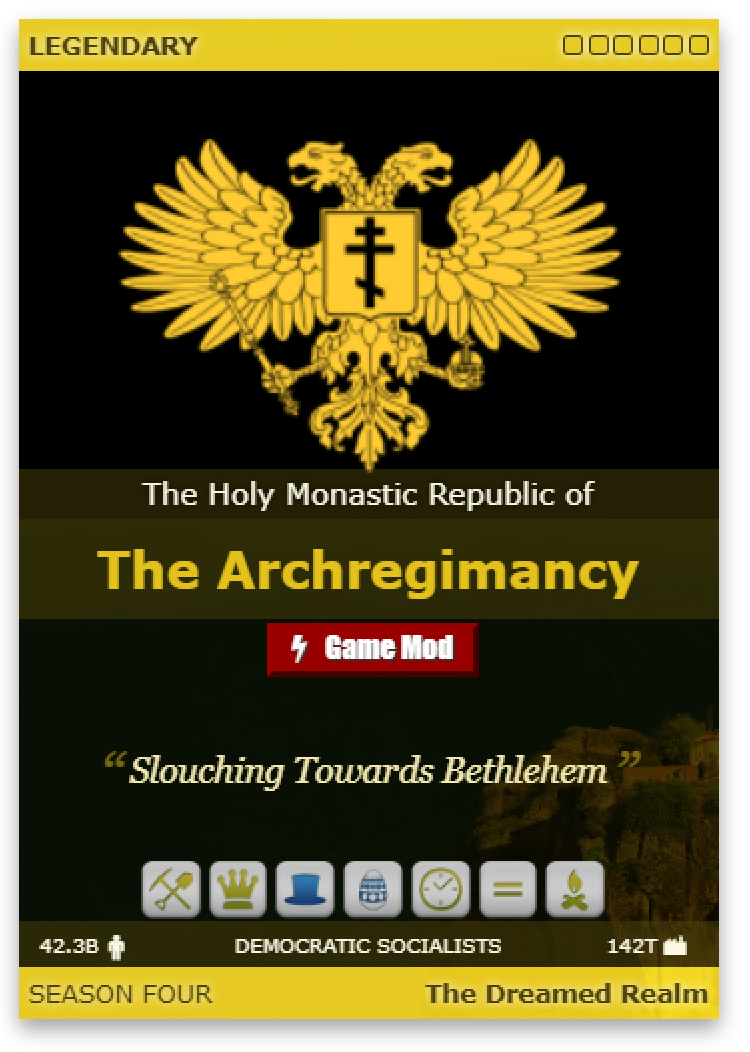 LEGENDARY
The Holy Monastic Republic of
The Archregimancy
Game Mod
“Slouching Towards Bethlehem”
42.3B DEMOCRATIC SOCIALISTS 142T
SEASON FOUR The Dreamed Realm